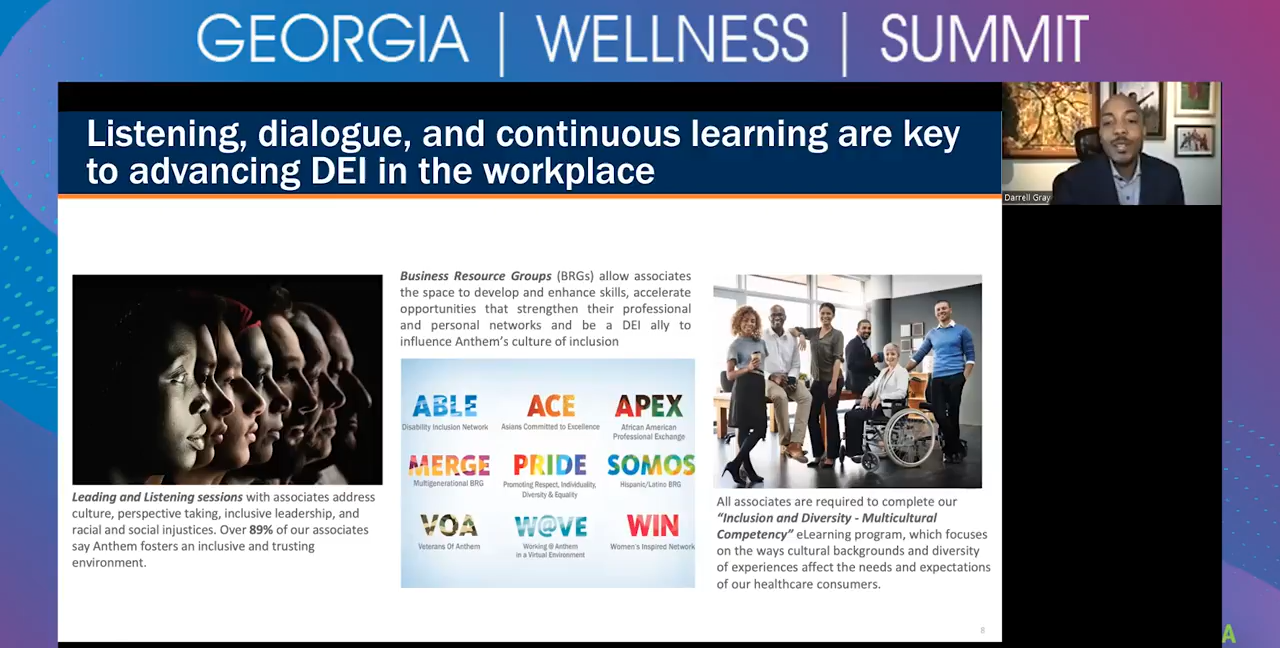 GEORGIA | WELLNESS | SUMMIT
Listening, dialogue, and continuous learning are key
to advancing DEI in the workplace
Darrell Gray
Leading and Listening sessions with associates address
culture, perspective taking, inclusive leadership, and
racial and social injustices. Over 89% of our associates
say Anthem fosters an inclusive and trusting
environment.
Business Resource Groups (BRGs) allow associates
the space to develop and enhance skills, accelerate
opportunities that strengthen their professional
and personal networks and be a DEI ally to
influence Anthem's culture of inclusion
ABLE
Disability Inclusion Network
ACE
Asians Committed to Excellence
APEX
African American
Professional Exchange
MERGE
Multigenerational BRG
PRIDE
Promoting Respect, Individuality,
Diversity & Equality
SOMOS
Hispanic/Latino BRG
VOA
Veterans Of Anthem
W@VE
Working @ Anthem
in a Virtual Environment
WIN
Women's Inspired Network
All associates are required to complete our
“Inclusion and Diversity - Multicultural
Competency” eLearning program, which focuses
on the ways cultural backgrounds and diversity
of experiences affect the needs and expectations
of our healthcare consumers.
8
A